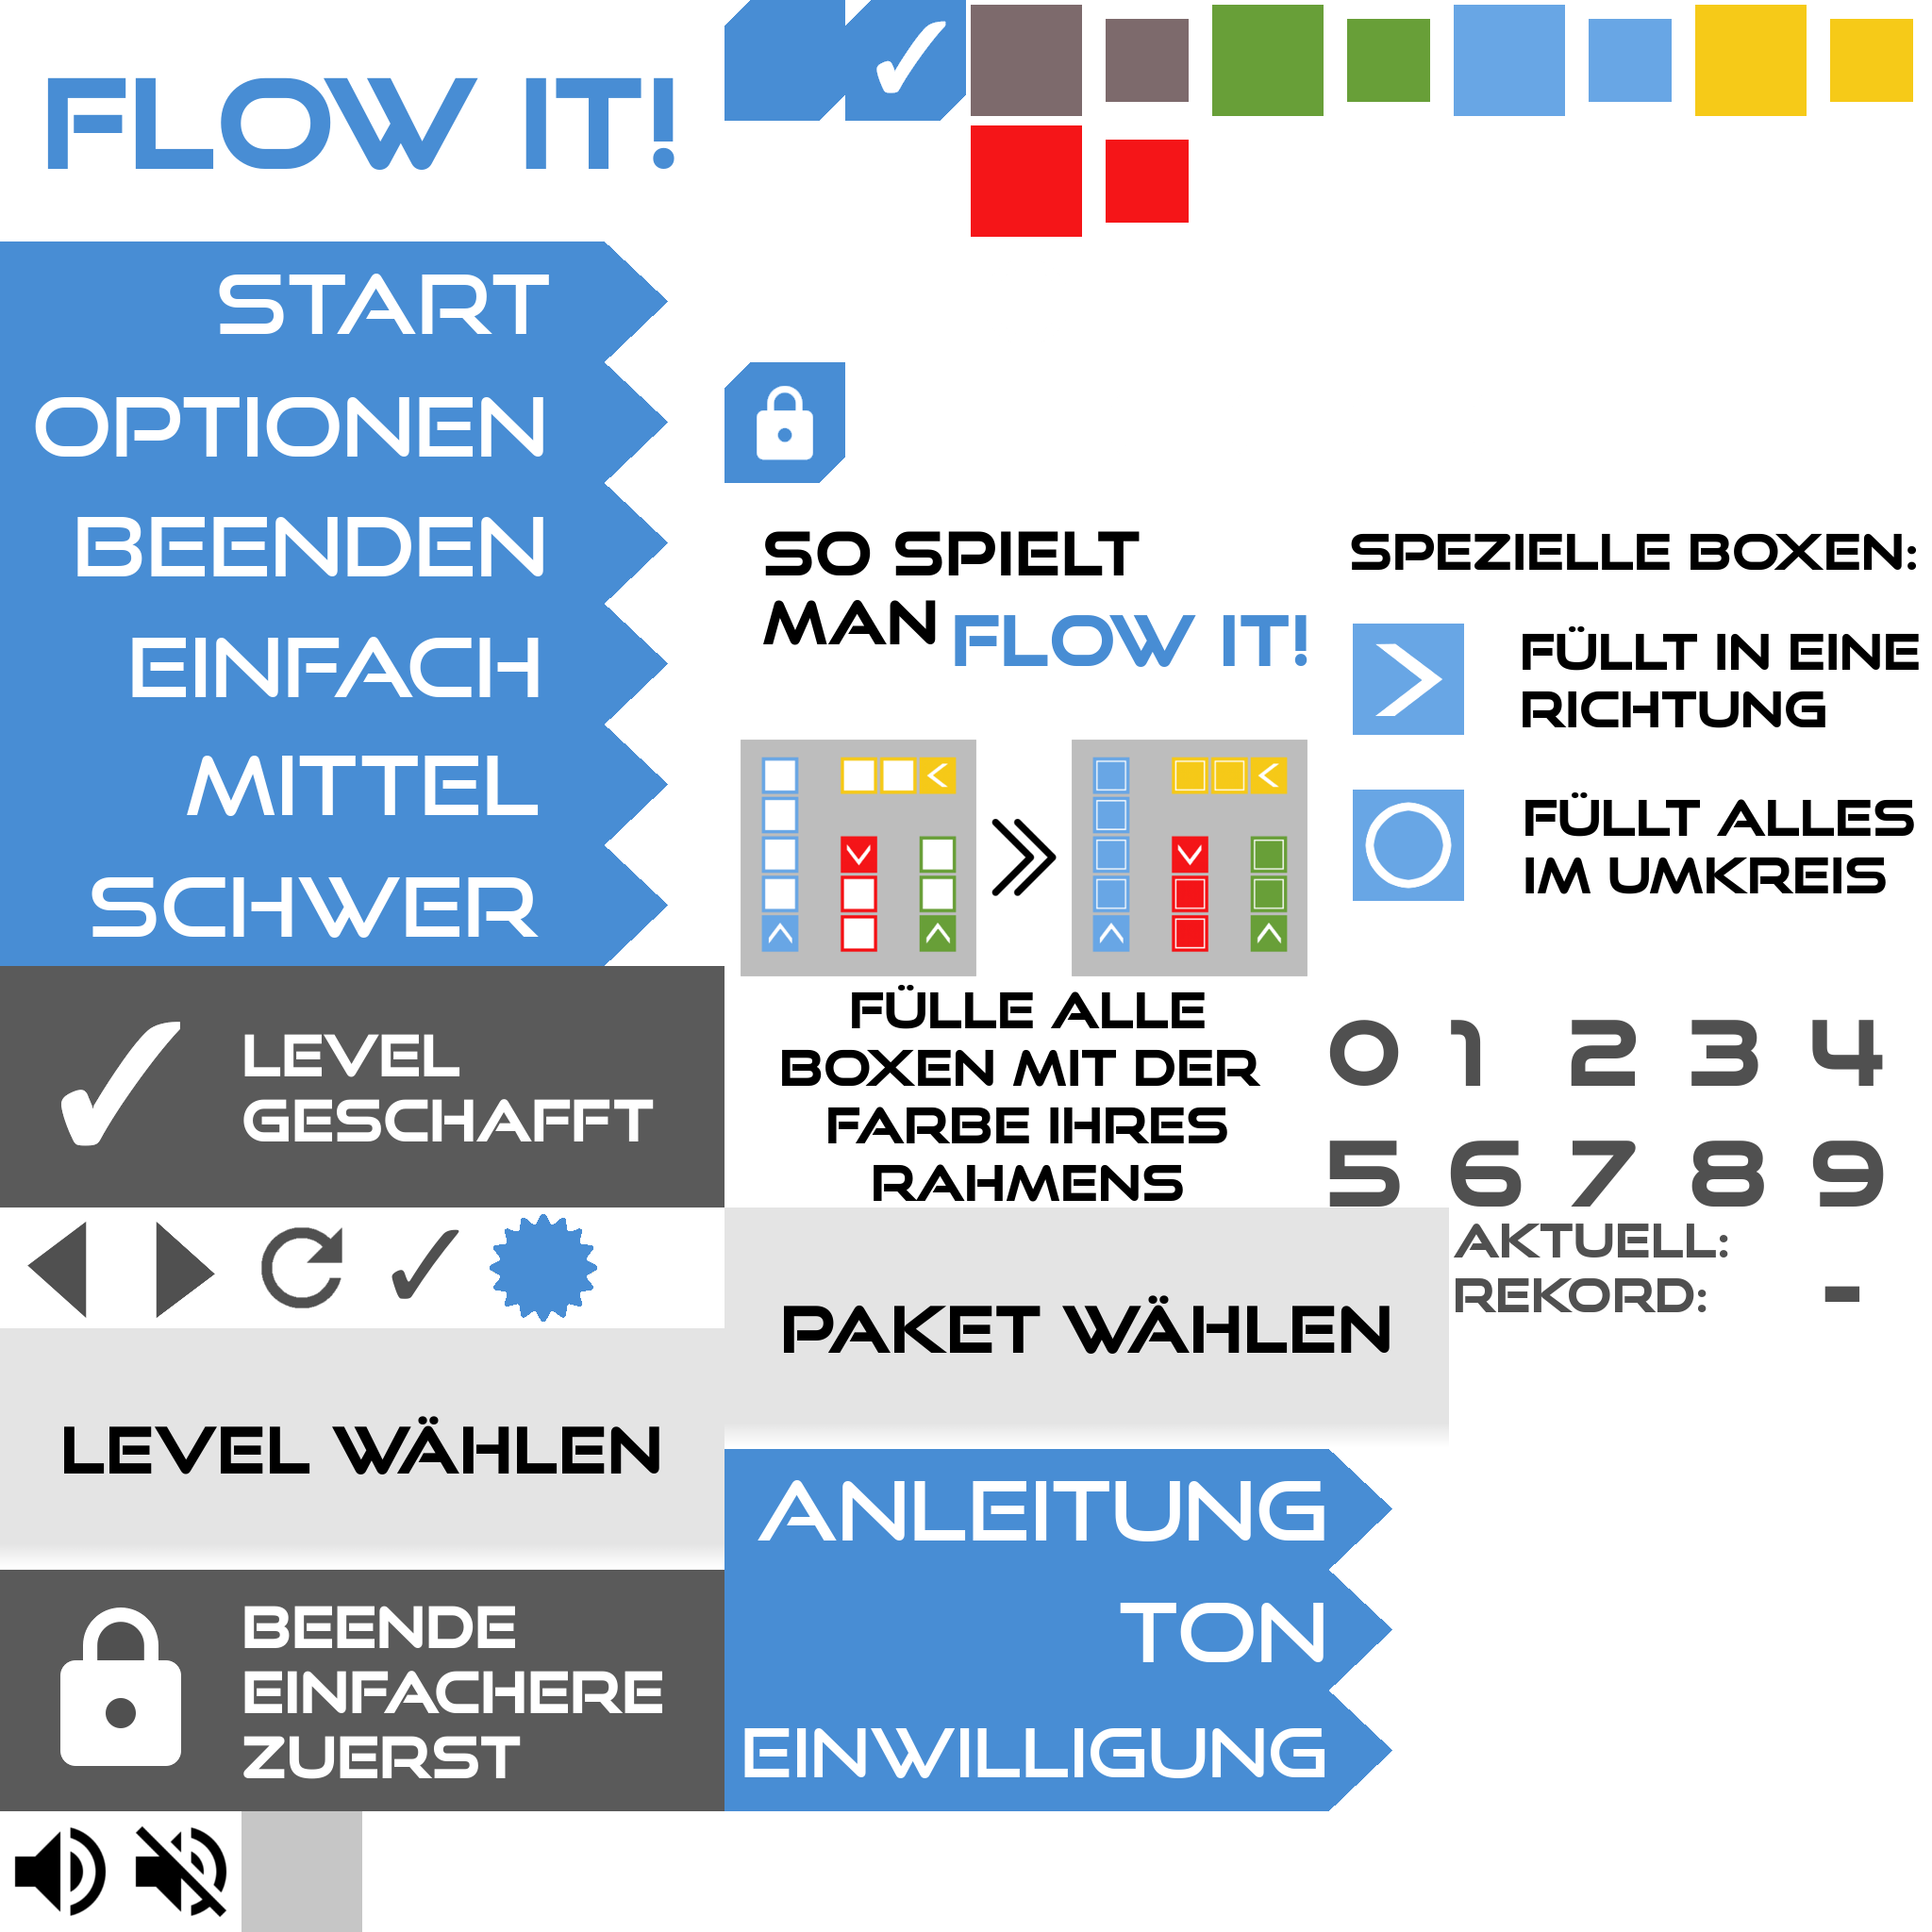 FLOW IT!
START
OPTIONEN
BEENDEN
EINFACH
MITTEL
SCHWER
LEVEL
GESCHAFFT
LEVEL WÄHLEN
BEENDE
EINFACHERE
ZUERST
SO SPIELT
MAN FLOW IT!
FÜLLE ALLE
BOXEN MIT DER
FARBE IHRES
RAHMENS
SPEZIELLE BOXEN:
FÜLLT IN EINE
RICHTUNG
FÜLLT ALLES
IM UMKREIS
0 1 2 3 4
5 6 7 8 9
AKTUELL:
REKORD: -
PAKET WÄHLEN
ANLEITUNG
TON
EINWILLIGUNG